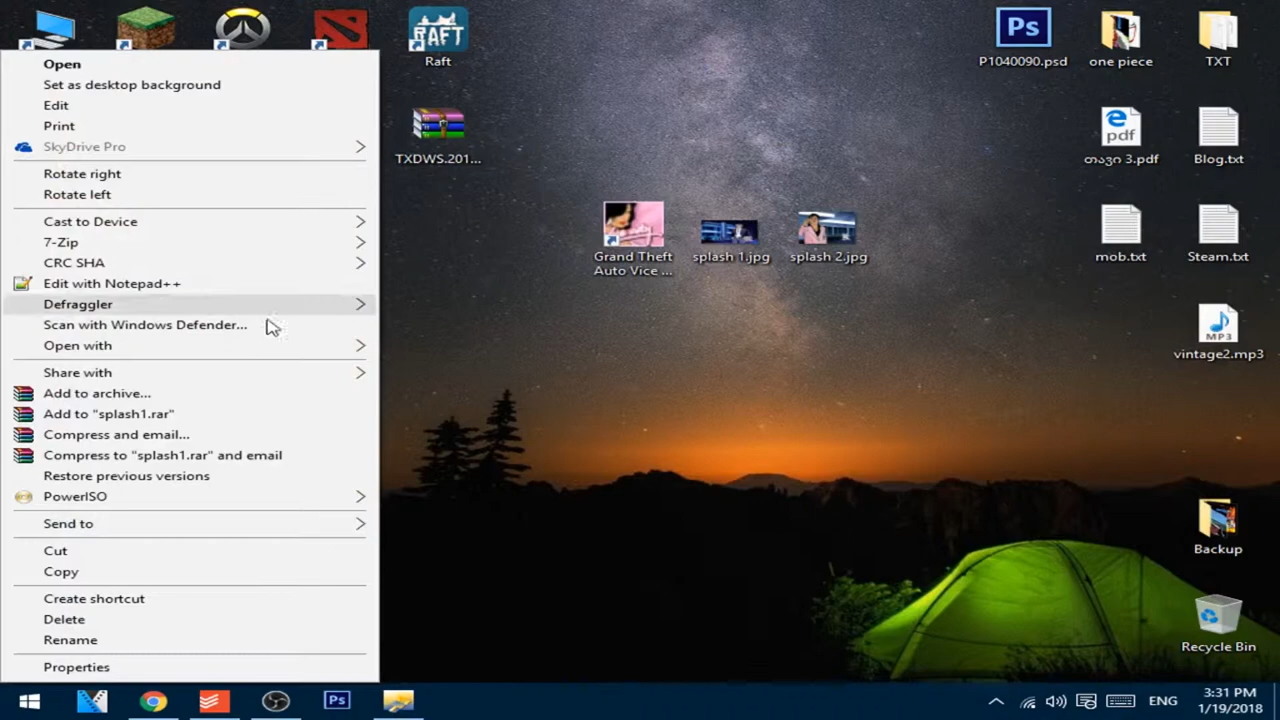 Open
Set as desktop background
Edit
Print
SkyDrive Pro
Rotate right
Rotate left
Cast to Device
7-Zip
CRC SHA
Edit with Notepad++
Defraggler
Scan with Windows Defender...
Open with
Share with
Add to archive...
Add to "splash1.rar"
Compress and email...
Compress to "splash1.rar" and email
Restore previous versions
PowerISO
Send to
Cut
Copy
Create shortcut
Delete
Rename
Properties
RAFT
Raft
TXDWS.201...
Grand Theft
Auto Vice ...
splash 1.jpg
splash 2.jpg
Ps
P1040090.psd
one piece
TXT
pdf
თავი 3.pdf
Blog.txt
mob.txt
Steam.txt
MP3
vintage2.mp3
Backup
Recycle Bin
Ps
ENG
3:31 PM
1/19/2018